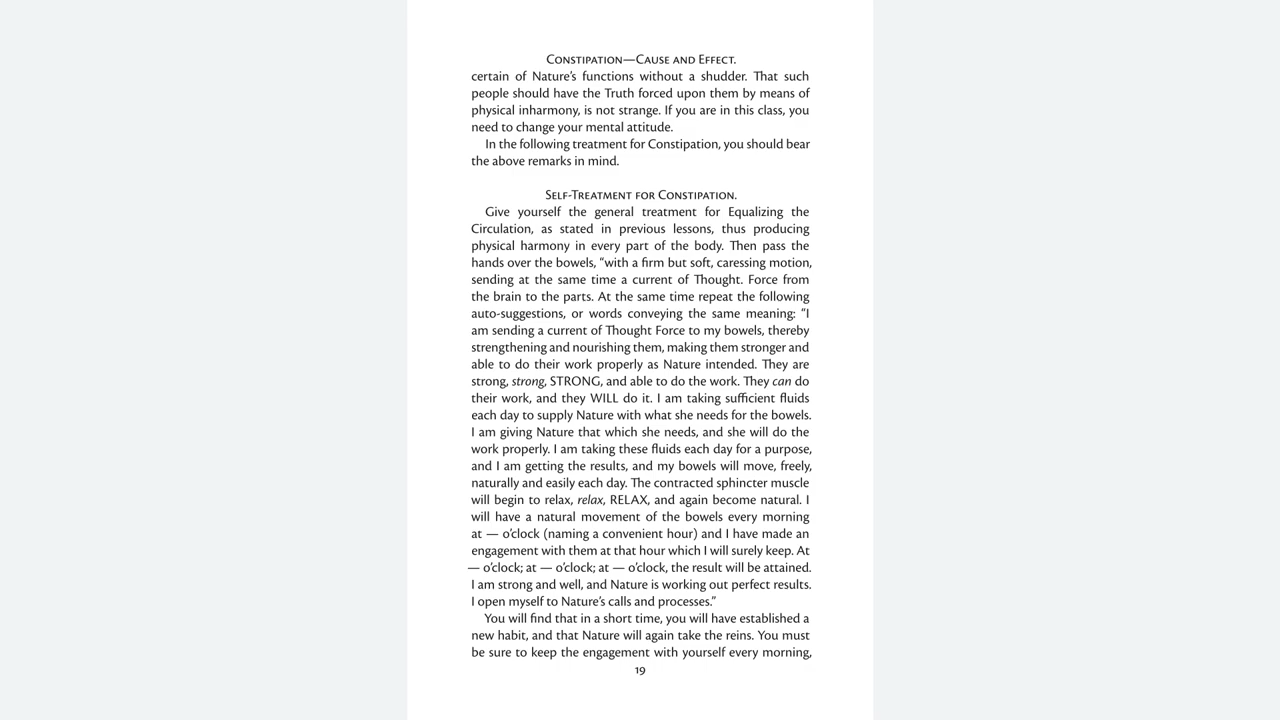 Constipation—Cause and Effect.
certain of Nature’s functions without a shudder. That such
people should have the Truth forced upon them by means of
physical inharmony, is not strange. If you are in this class, you
need to change your mental attitude.
In the following treatment for Constipation, you should bear
the above remarks in mind.
Self-Treatment for Constipation.
Give yourself the general treatment for Equalizing the
Circulation, as stated in previous lessons, thus producing
physical harmony in every part of the body. Then pass the
hands over the bowels, “with a firm but soft, caressing motion,
sending at the same time a current of Thought. Force from
the brain to the parts. At the same time repeat the following
auto-suggestions, or words conveying the same meaning: “I
am sending a current of Thought Force to my bowels, thereby
strengthening and nourishing them, making them stronger and
able to do their work properly as Nature intended. They are
strong, strong, STRONG, and able to do the work. They can do
their work, and they WILL do it. I am taking sufficient fluids
each day to supply Nature with what she needs for the bowels.
I am giving Nature that which she needs, and she will do the
work properly. I am taking these fluids each day for a purpose,
and I am getting the results, and my bowels will move, freely,
naturally and easily each day. The contracted sphincter muscle
will begin to relax, relax, RELAX, and again become natural. I
will have a natural movement of the bowels every morning
at — o’clock (naming a convenient hour) and I have made an
engagement with them at that hour which I will surely keep. At
— o’clock; at — o’clock; at — o’clock, the result will be attained.
I am strong and well, and Nature is working out perfect results.
I open myself to Nature’s calls and processes.”
You will find that in a short time, you will have established a
new habit, and that Nature will again take the reins. You must
be sure to keep the engagement with yourself every morning,
19